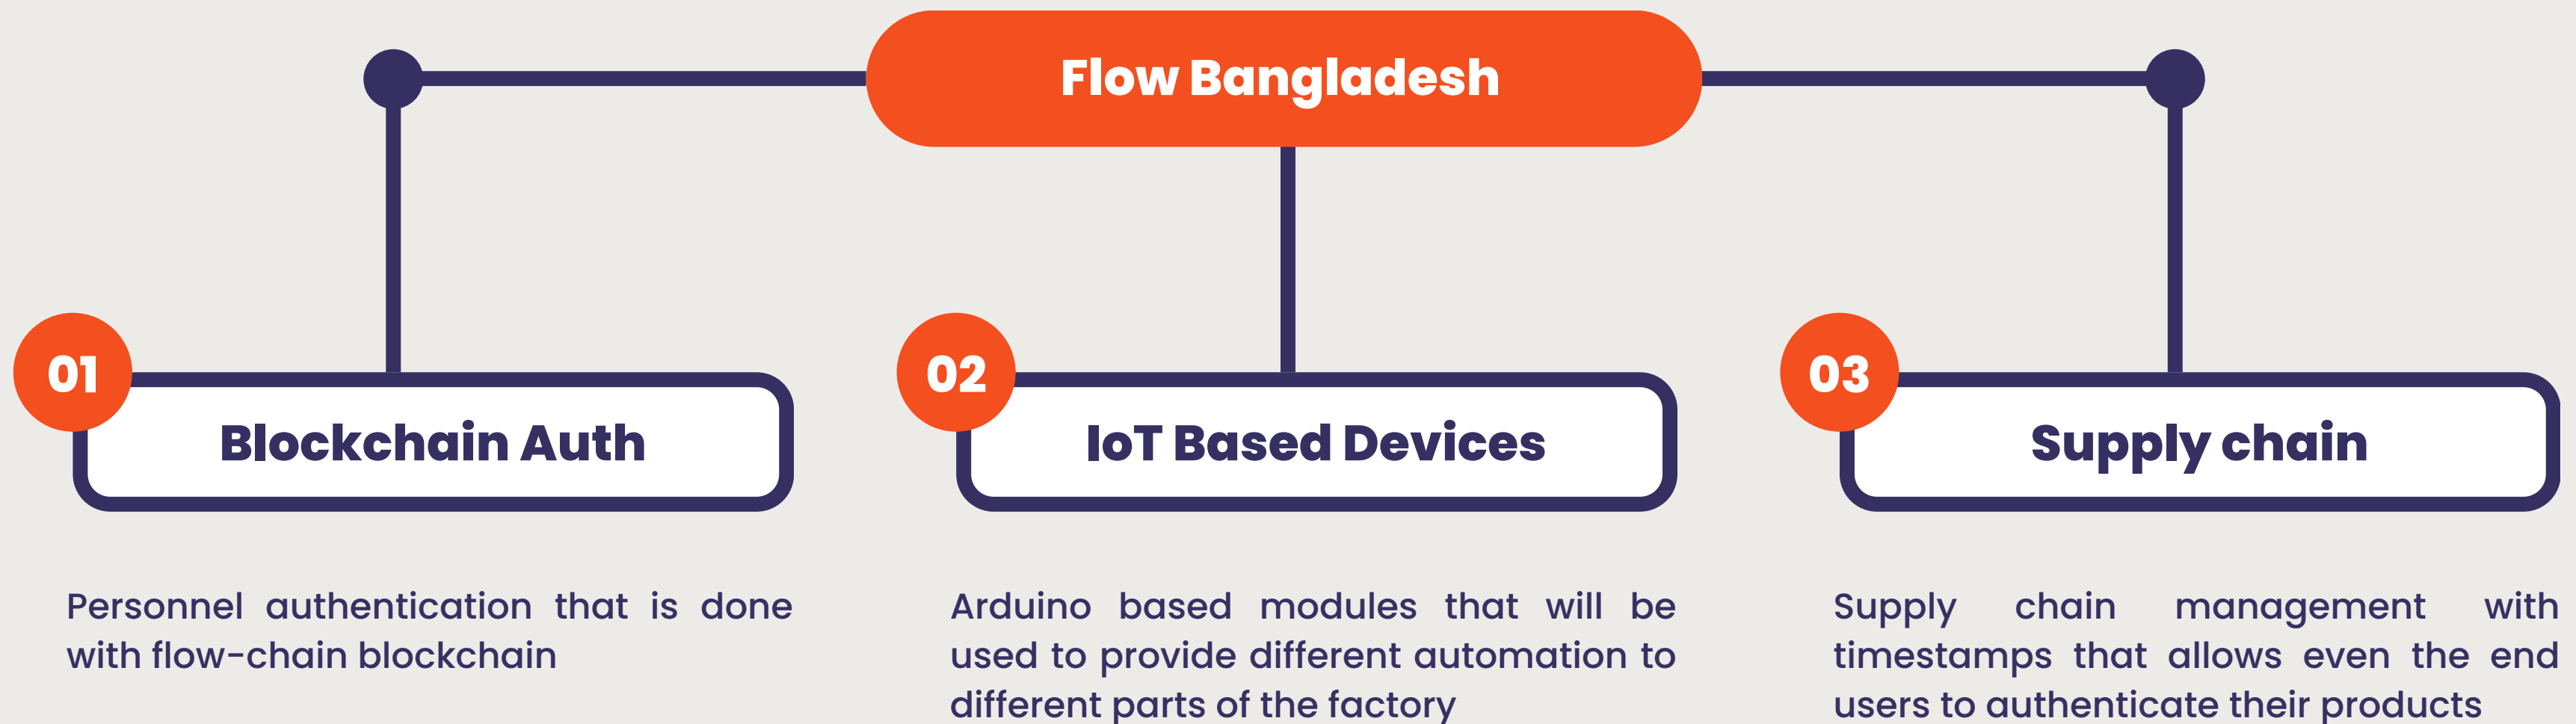 Flow Bangladesh
01
Blockchain Auth
Personnel authentication that is done
with flow-chain blockchain
02
IoT Based Devices
Arduino based modules that will be
used to provide different automation to
different parts of the factory
03
Supply chain
Supply chain management with
timestamps that allows even the end
users to authenticate their products